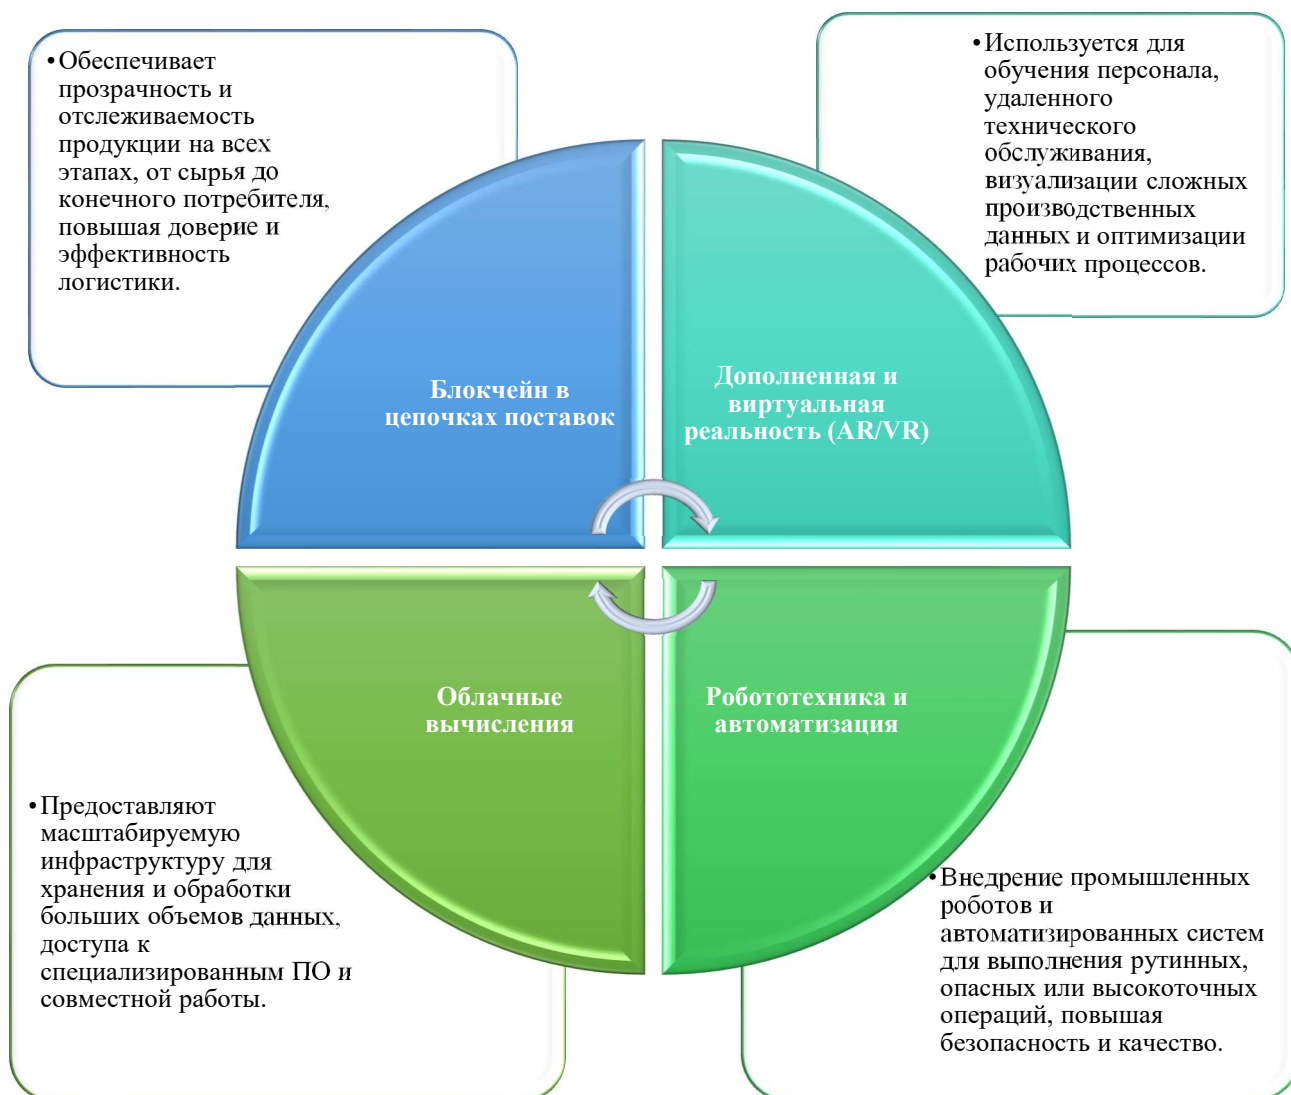 •Обеспечивает
прозрачность и
отслеживаемость
продукции на всех
этапах, от сырья до
конечного потребителя,
повышая доверие и
эффективность
логистики.
•Используется для
обучения персонала,
удаленного
технического
обслуживания,
визуализации сложных
производственных
данных и оптимизации
рабочих процессов.
Блокчейн в
цепочках поставок
Дополненная и
виртуальная
реальность (AR/VR)
Облачные
вычисления
Робототехника и
автоматизация
•Предоставляют
масштабируемую
инфраструктуру для
хранения и обработки
больших объемов данных,
доступа к
специализированным ПО и
совместной работы.
•Внедрение промышленных
роботов и
автоматизированных систем
для выполнения рутинных,
опасных или высокоточных
операций, повышая
безопасность и качество.